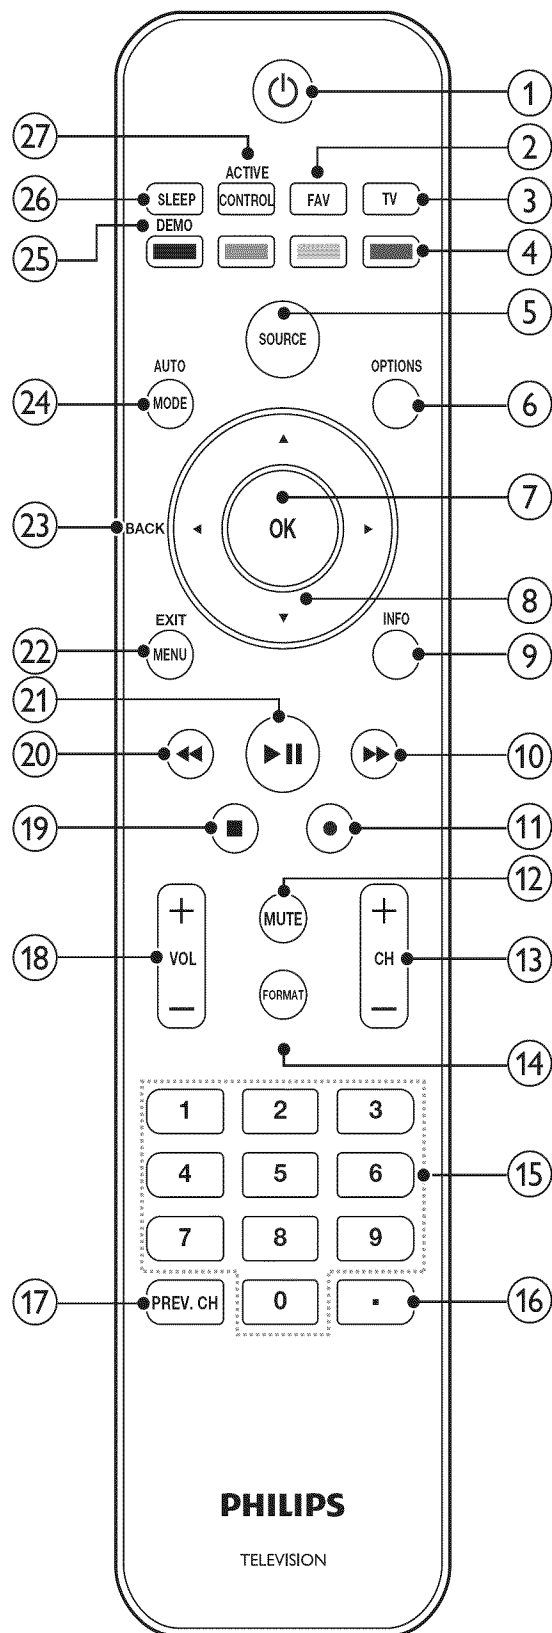 1
27
2
ACTIVE
26
SLEEP
CONTROL
FAV
TV
3
DEMO
25
4
5
SOURCE
AUTO
OPTIONS
24
MODE
6
7
23
BACK
OK
8
EXIT
INFO
22
MENU
9
21
20
10
19
11
12
MUTE
18
VOL
CH
13
FORMAT
14
1
2
3
4
5
6
15
7
8
9
17
PREV. CH
0
.
16
PHILIPS
TELEVISION